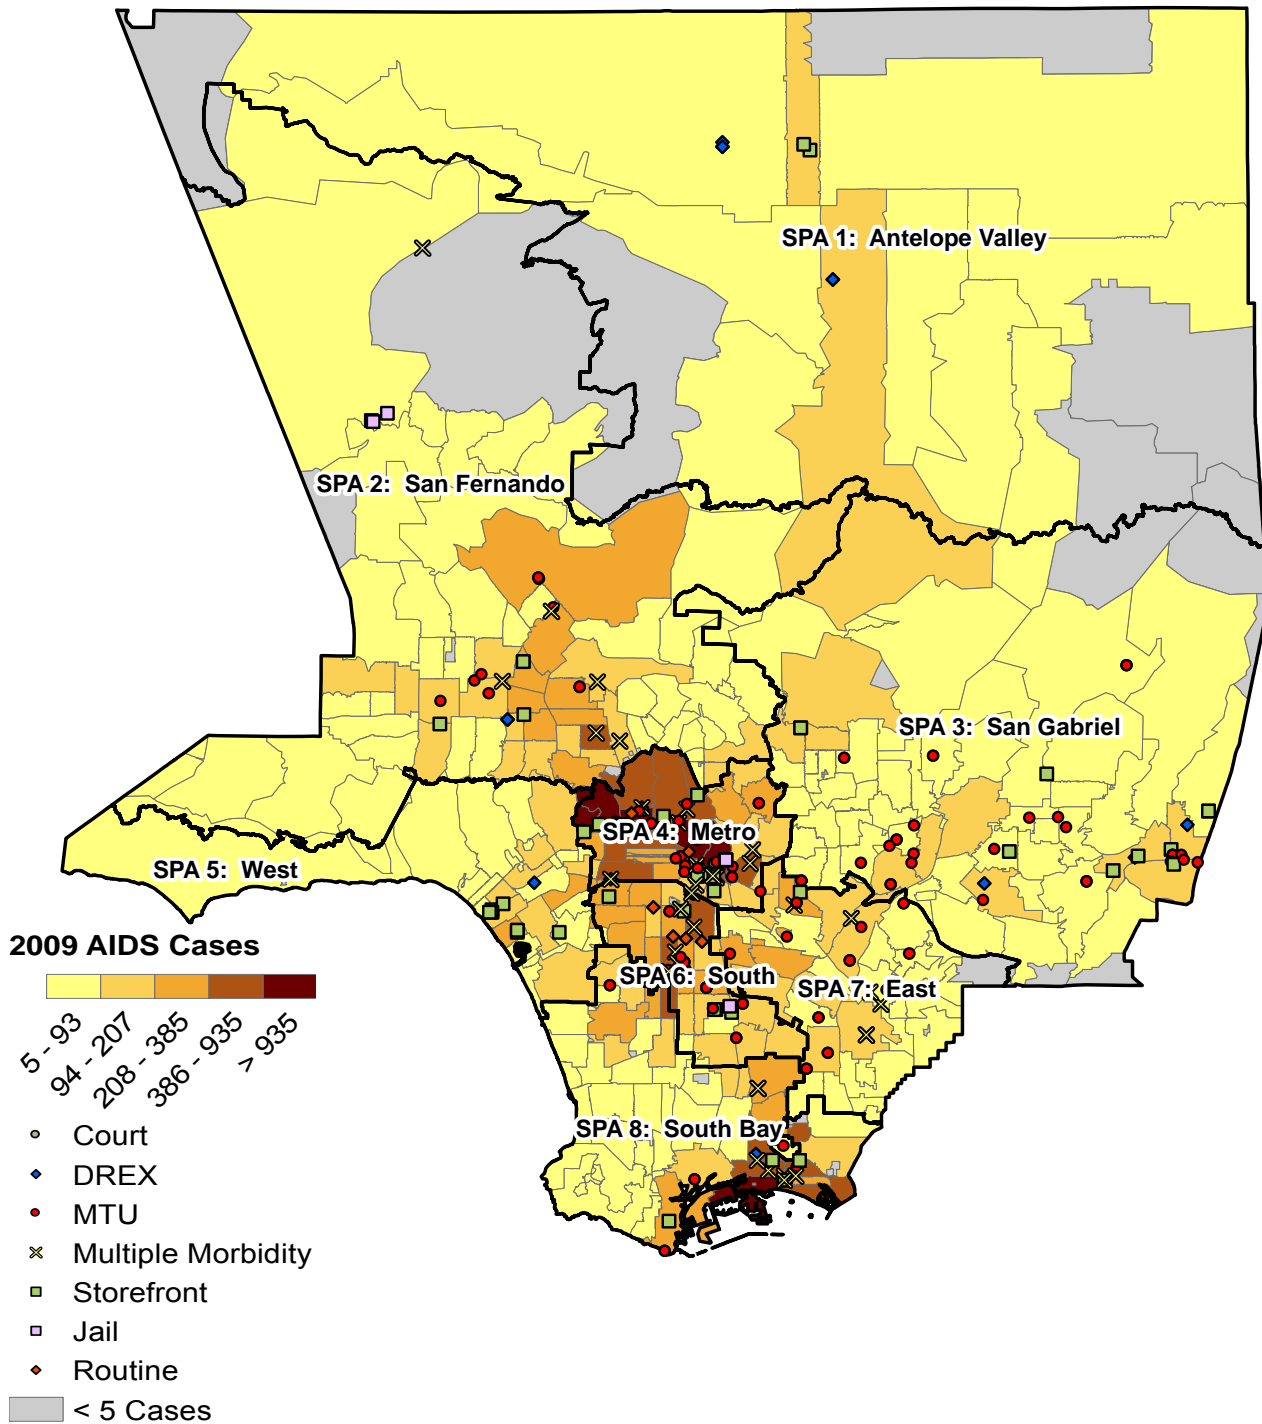 SPA 1: Antelope Valley
SPA 2: San Fernando
SPA 3: San Gabriel
SPA 4: Metro
SPA 5: West
SPA 6: South
SPA 7: East
SPA 8: South Bay
2009 AIDS Cases
5 - 93
94 - 207
208 - 385
386 - 935
> 935
Court
DREX
MTU
Multiple Morbidity
Storefront
Jail
Routine
< 5 Cases